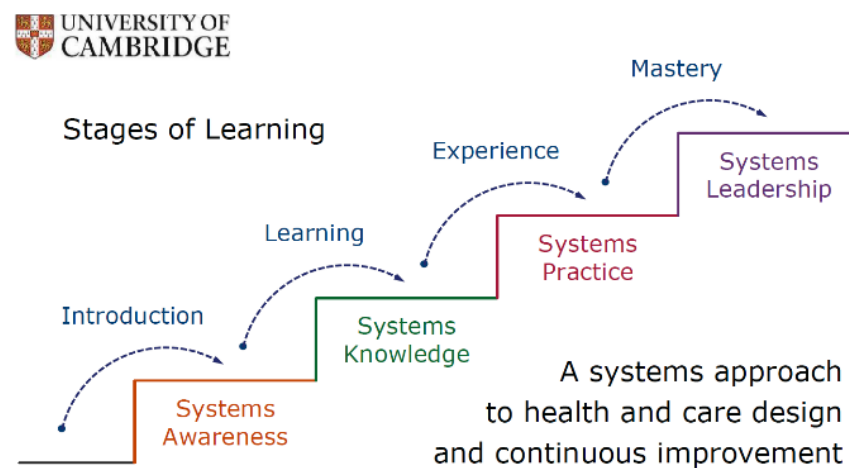 UNIVERSITY OF
CAMBRIDGE
Stages of Learning
Mastery
Experience
Learning
Introduction
Systems
Leadership
Systems
Practice
Systems
Knowledge
Systems
Awareness
A systems approach
to health and care design
and continuous improvement